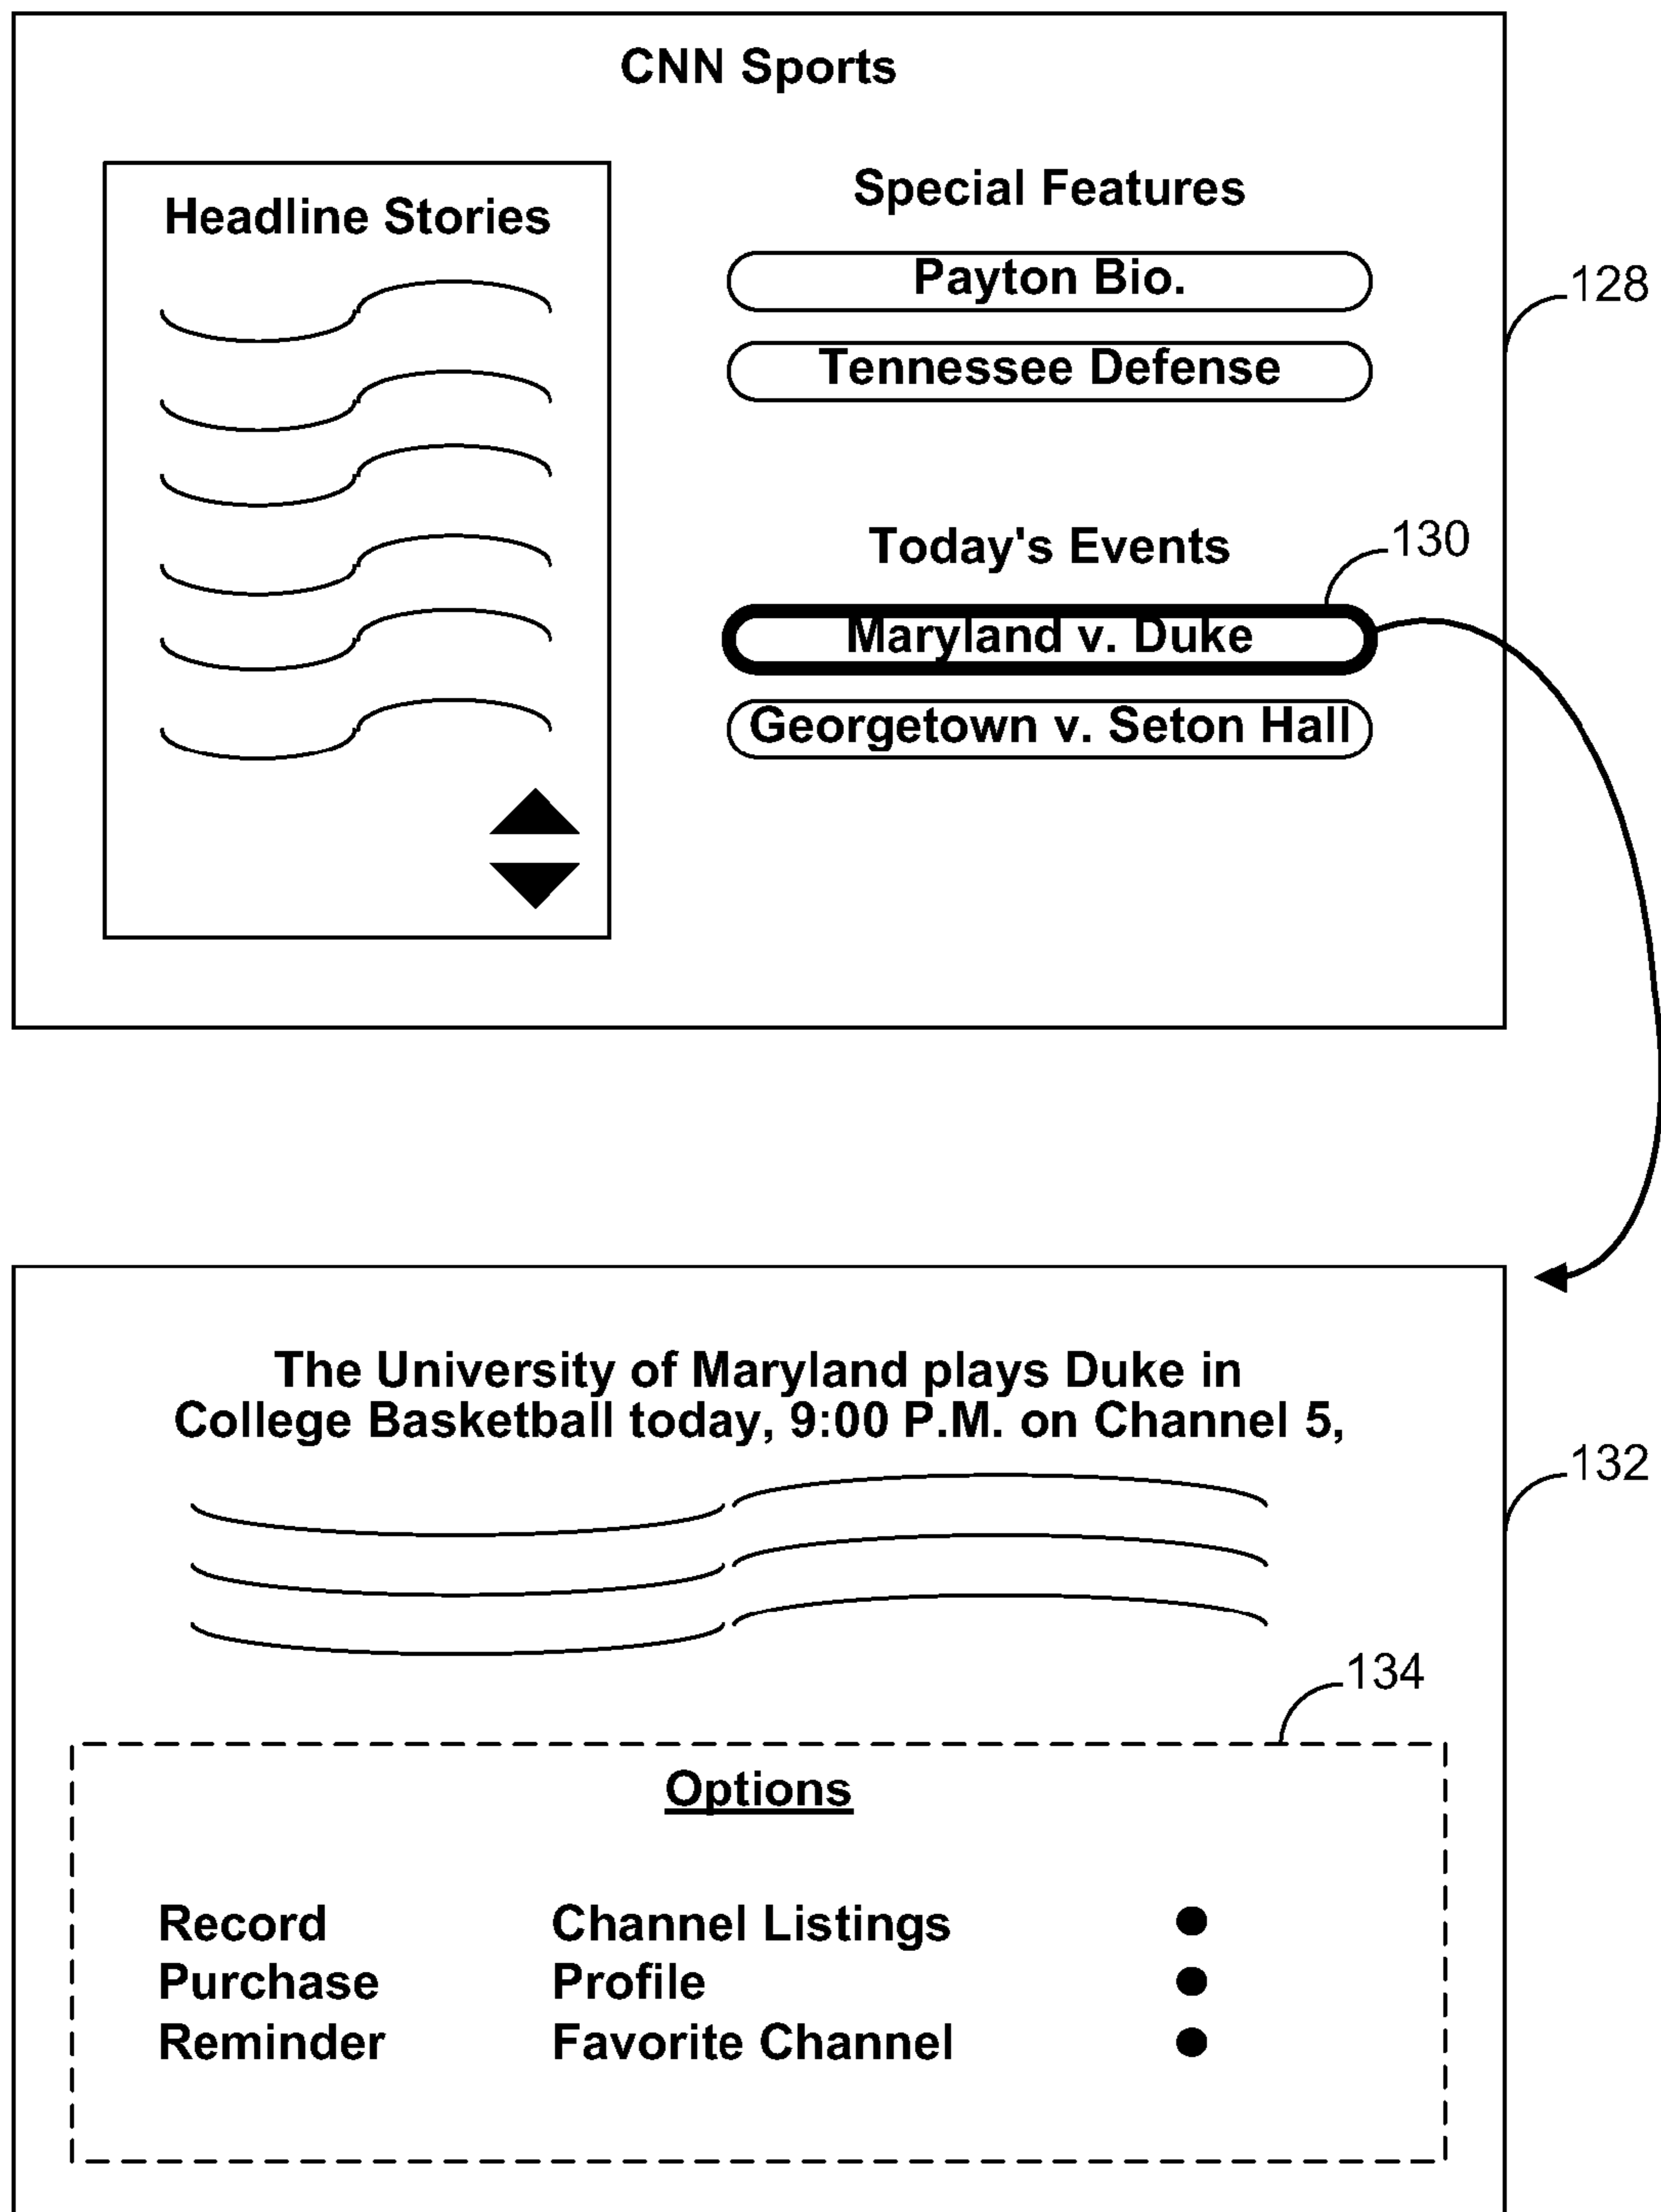 CNN Sports
Headline Stories
Special Features
Payton Bio.
Tennessee Defense
128
Today's Events
130
Maryland v. Duke
Georgetown v. Seton Hall
The University of Maryland plays Duke in
College Basketball today, 9:00 P.M. on Channel 5,
132
134
Options
Record Channel Listings
Purchase Profile
Reminder Favorite Channel